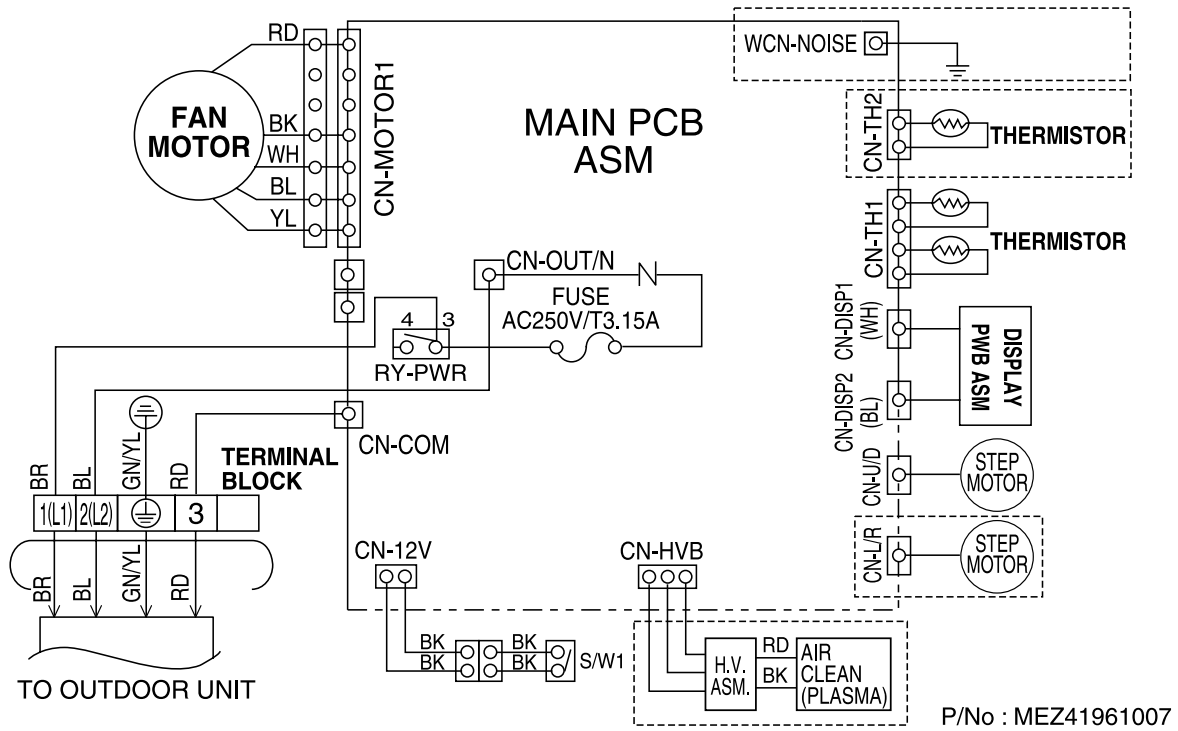 RD
WCN-NOISE
FAN
MOTOR
BK
WH
BL
YL
CN-MOTOR1
MAIN PCB
ASM
CN-TH2
THERMISTOR
CN-TH1
THERMISTOR
CN-OUT/N
N
FUSE
AC250V/T3.15A
4 3
RY-PWR
CN-DISP1
(WH)
DISPLAY
PWB ASM
CN-DISP2
(BL)
CN-COM
TERMINAL
BLOCK
BR
BL
GN/YL
RD
1(L1) 2(L2) 3
CN-U/D
STEP
MOTOR
CN-L/R
STEP
MOTOR
BR
BL
GN/YL
RD
CN-12V
CN-HVB
BK BK
BK BK
S/W1
H.V.
ASM.
RD
BK
AIR
CLEAN
(PLASMA)
TO OUTDOOR UNIT
P/No : MEZ41961007